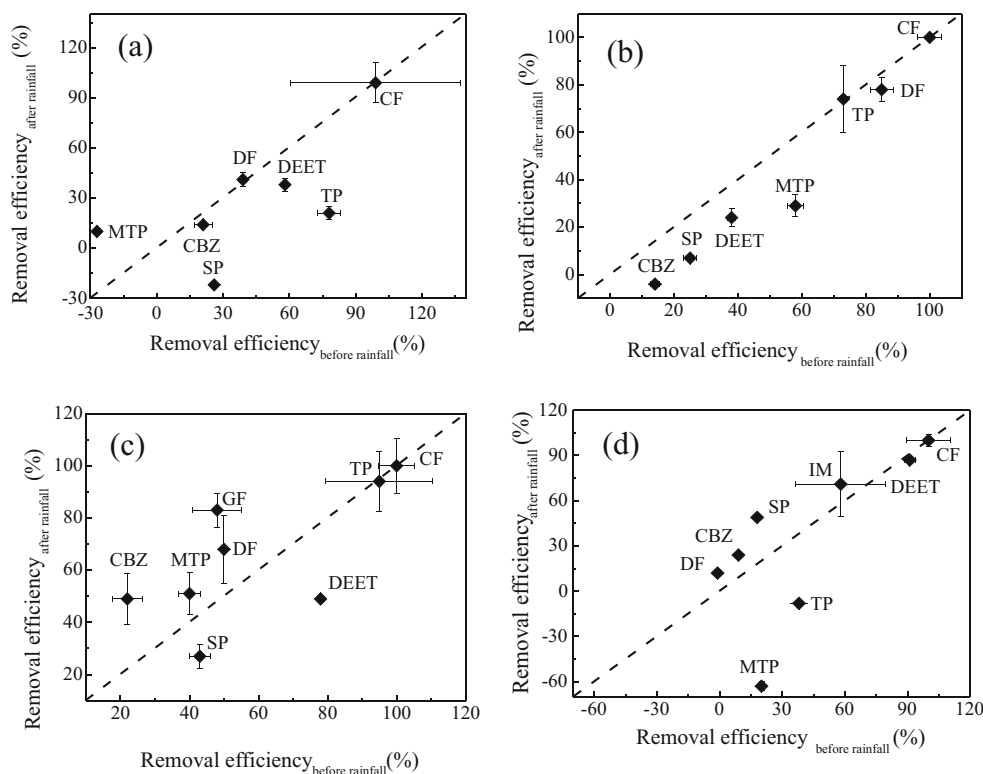 (a)
Removal efficiency after rainfall (%)
120
90
60
30
0
-30
CF
DF
DEET
TP
MTP
CBZ
SP
-30 0 30 60 90 120
Removal efficiency before rainfall (%)
(b)
Removal efficiency after rainfall (%)
100
80
60
40
20
0
CF
DF
TP
MTP
DEET
SP
CBZ
0 20 40 60 80 100
Removal efficiency before rainfall (%)
(c)
Removal efficiency after rainfall (%)
120
100
80
60
40
20
TP
CF
GF
DF
CBZ
MTP
DEET
SP
20 40 60 80 100 120
Removal efficiency before rainfall (%)
(d)
Removal efficiency after rainfall (%)
120
90
60
30
0
-30
-60
CF
IM
DEET
SP
CBZ
DF
TP
MTP
-60 -30 0 30 60 90 120
Removal efficiency before rainfall (%)